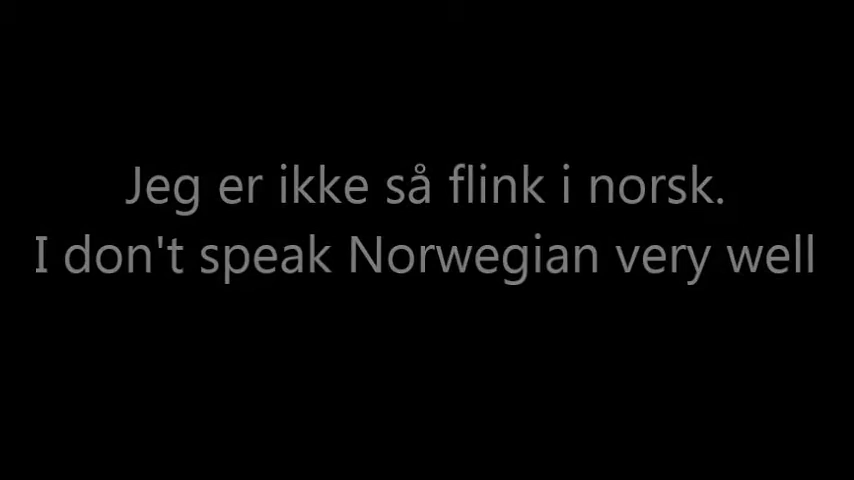 Jeg er ikke så flink i norsk.
I don't speak Norwegian very well